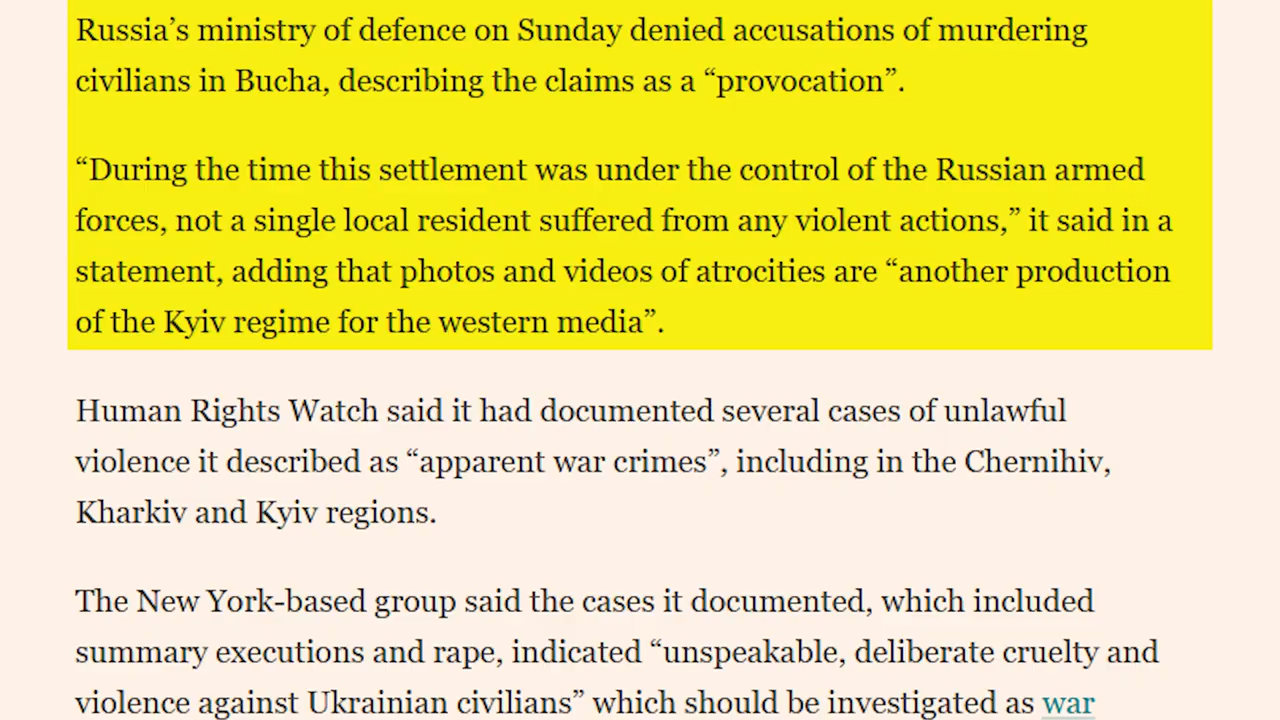 Russia’s ministry of defence on Sunday denied accusations of murdering
civilians in Bucha, describing the claims as a “provocation”.
“During the time this settlement was under the control of the Russian armed
forces, not a single local resident suffered from any violent actions,” it said in a
statement, adding that photos and videos of atrocities are “another production
of the Kyiv regime for the western media”.
Human Rights Watch said it had documented several cases of unlawful
violence it described as “apparent war crimes”, including in the Chernihiv,
Kharkiv and Kyiv regions.
The New York-based group said the cases it documented, which included
summary executions and rape, indicated “unspeakable, deliberate cruelty and
violence against Ukrainian civilians” which should be investigated as war